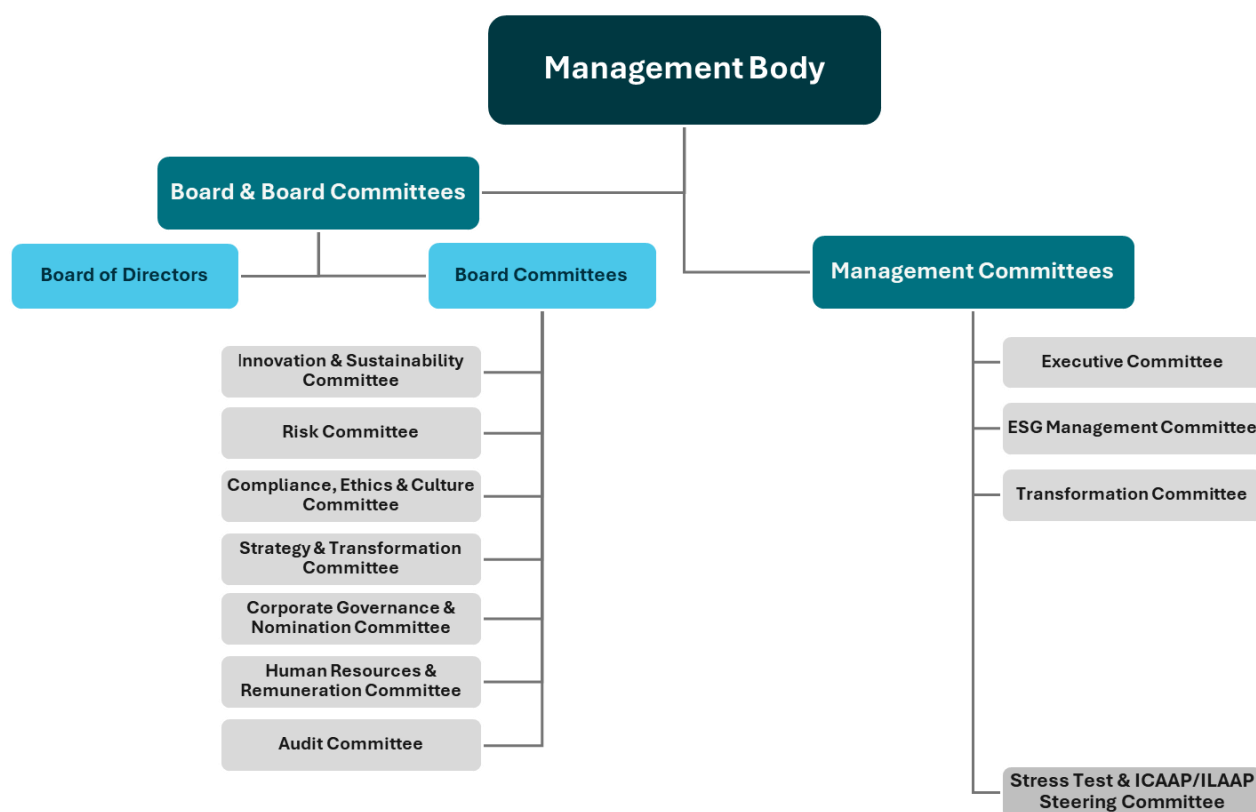 Management Body
Board & Board Committees
Board of Directors
Board Committees
Management Committees
Innovation & Sustainability
Committee
Risk Committee
Compliance, Ethics & Culture
Committee
Strategy & Transformation
Committee
Corporate Governance &
Nomination Committee
Human Resources &
Remuneration Committee
Audit Committee
Executive Committee
ESG Management Committee
Transformation Committee
Stress Test & ICAAP/ILAAP
Steering Committee